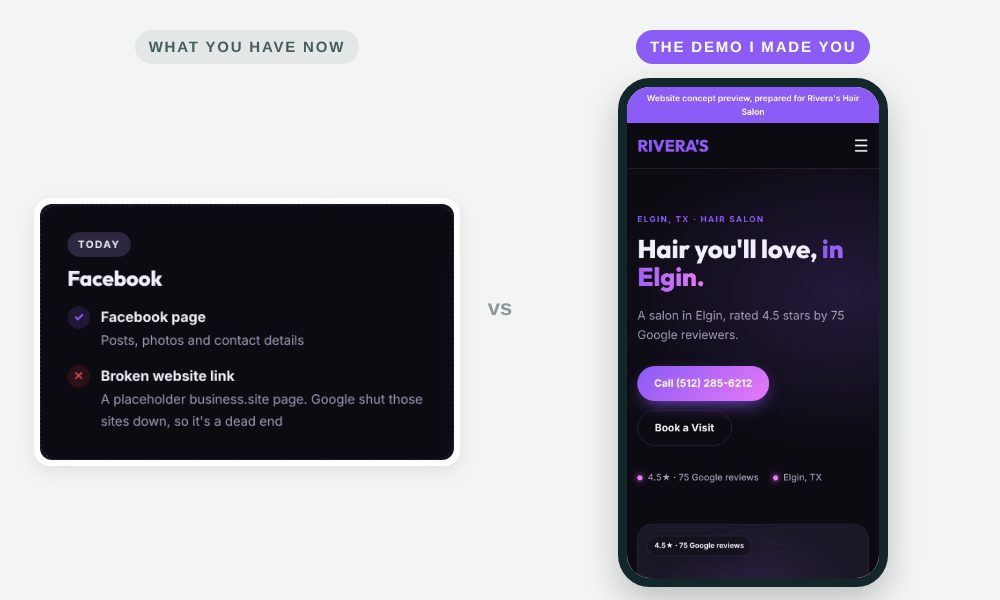 WHAT YOU HAVE NOW
TODAY
Facebook
Facebook page
Posts, photos and contact details
Broken website link
A placeholder business.site page. Google shut those
sites down, so it's a dead end
vs
THE DEMO I MADE YOU
Website concept preview, prepared for Rivera's Hair
Salon
RIVERA'S
ELGIN, TX · HAIR SALON
Hair you'll love, in
Elgin.
A salon in Elgin, rated 4.5 stars by 75
Google reviewers.
Call (512) 285-6212
Book a Visit
4.5★ · 75 Google reviews Elgin, TX
4.5★ · 75 Google reviews